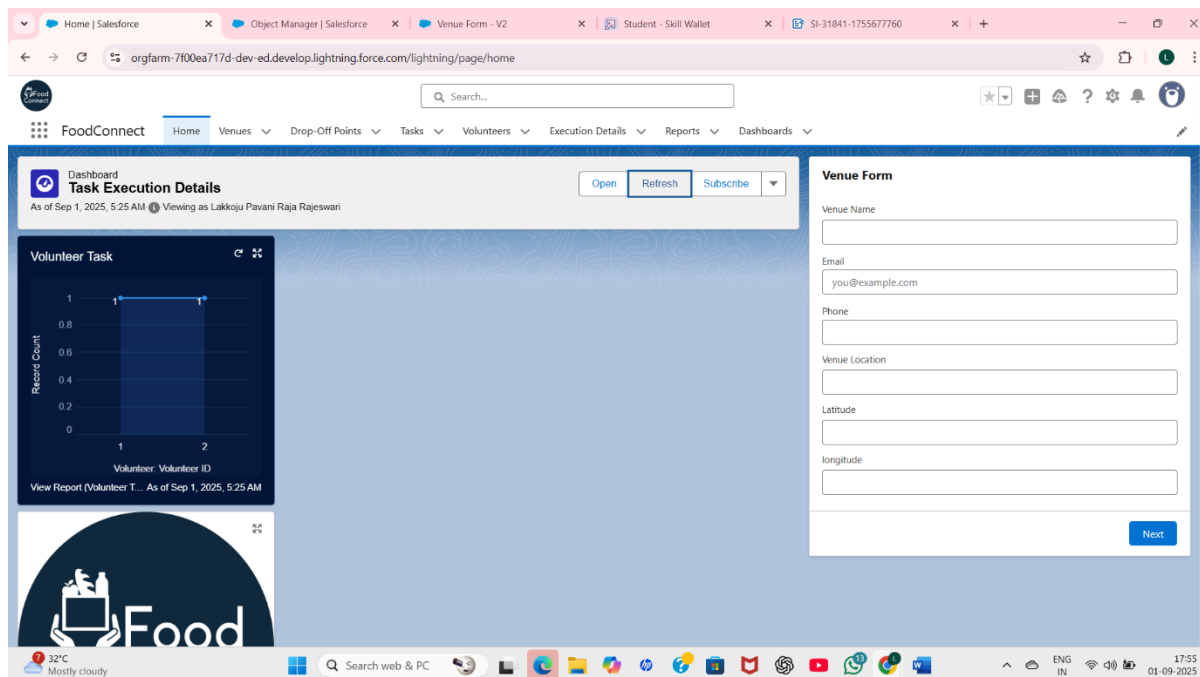 Home | Salesforce
Object Manager | Salesforce
Venue Form - V2
Student - Skill Wallet
SI-31841-1755677760
orgfarm-7f00ea717d-dev-ed.develop.lightning.force.com/lightning/page/home
L
Food
Connect
Search...
FoodConnect
Home
Venues
Drop-Off Points
Tasks
Volunteers
Execution Details
Reports
Dashboards
Dashboard
Task Execution Details
As of Sep 1, 2025, 5:25 AM Viewing as Lakkoju Pavani Raja Rajeswari
Open
Refresh
Subscribe
Volunteer Task
Record Count
1
0.8
0.6
0.4
0.2
0
1
1
1
2
Volunteer: Volunteer ID
View Report (Volunteer T...
As of Sep 1, 2025, 5:25 AM
Food
Venue Form
Venue Name
Email
you@example.com
Phone
Venue Location
Latitude
longitude
Next
7
32°C
Mostly cloudy
Search web & PC
hp
13
L
W
ENG
IN
17:55
01-09-2025